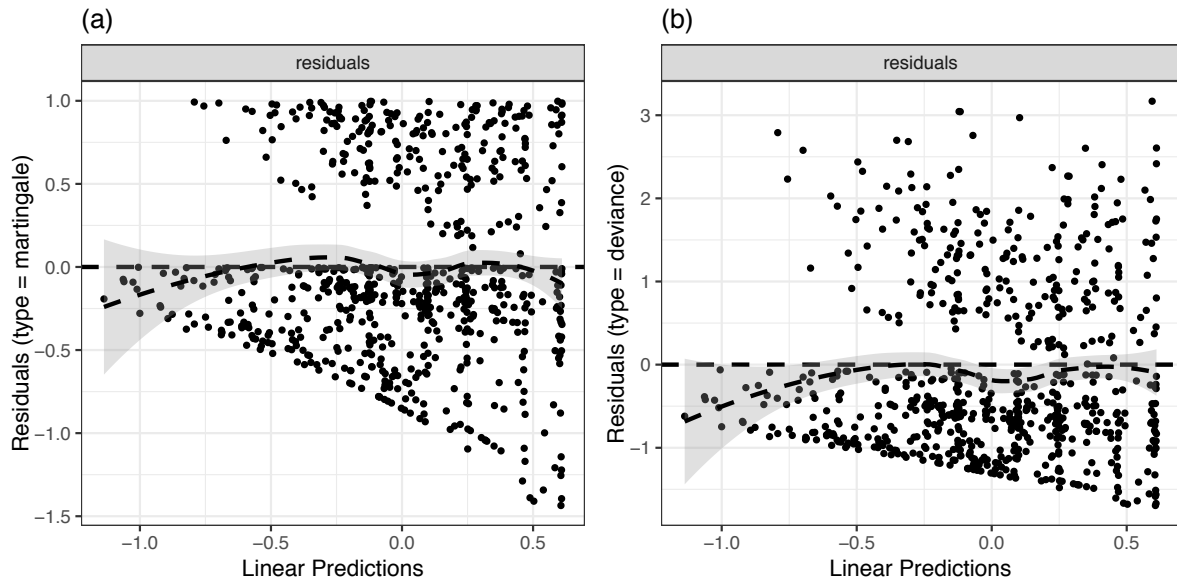 (a)
residuals
1.0
0.5
0.0
−0.5
−1.0
−1.5
Residuals (type = martingale)
−1.0
−0.5
0.0
0.5
Linear Predictions
(b)
residuals
3
2
1
0
−1
Residuals (type = deviance)
−1.0
−0.5
0.0
0.5
Linear Predictions